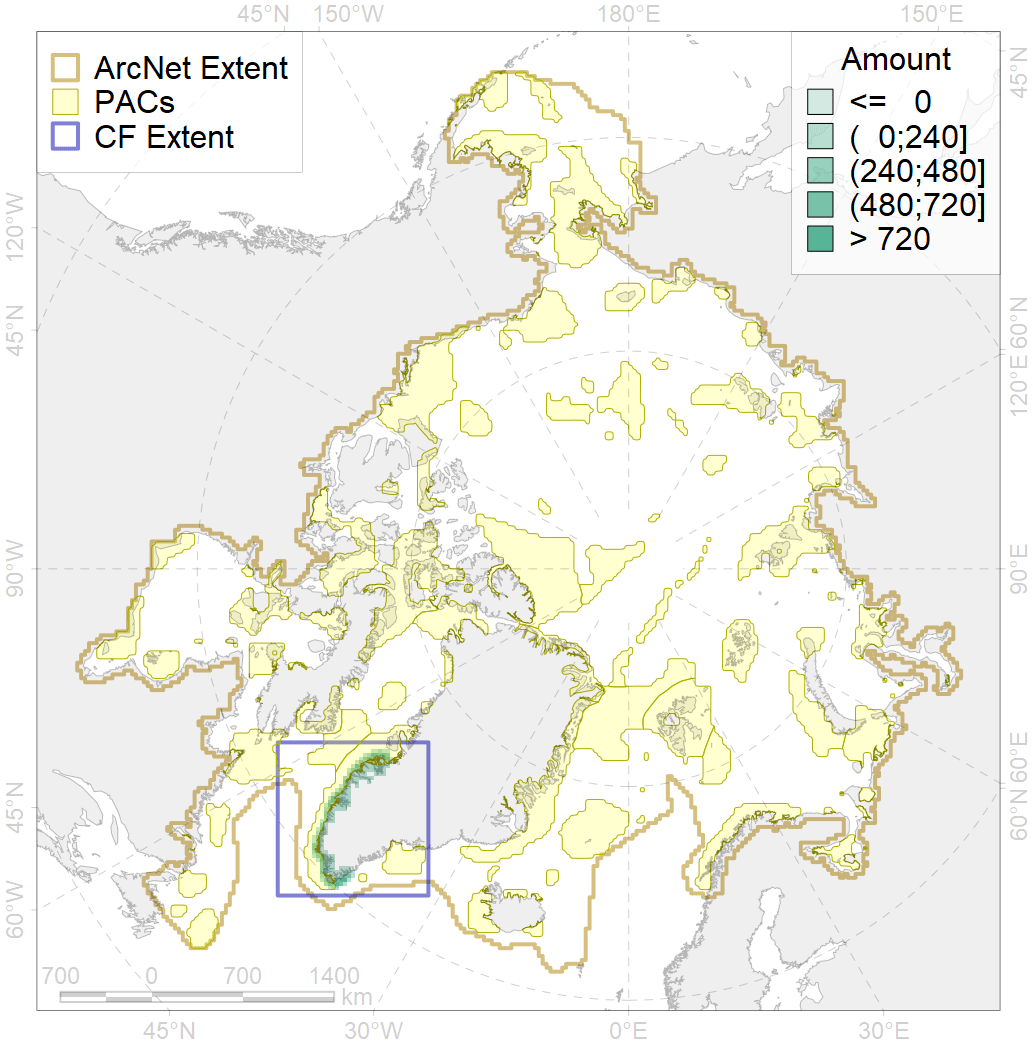 45°N 150°W 180°E 150°E
ArcNet Extent
PACs
CF Extent
Amount
<= 0
( 0;240]
(240;480]
(480;720]
> 720
45°N
120°W
60°N
45°N
120°E
90°W
90°E
60°E
45°N
60°N
60°W
700 0 700 1400
km
45°N 30°W 0°E 30°E